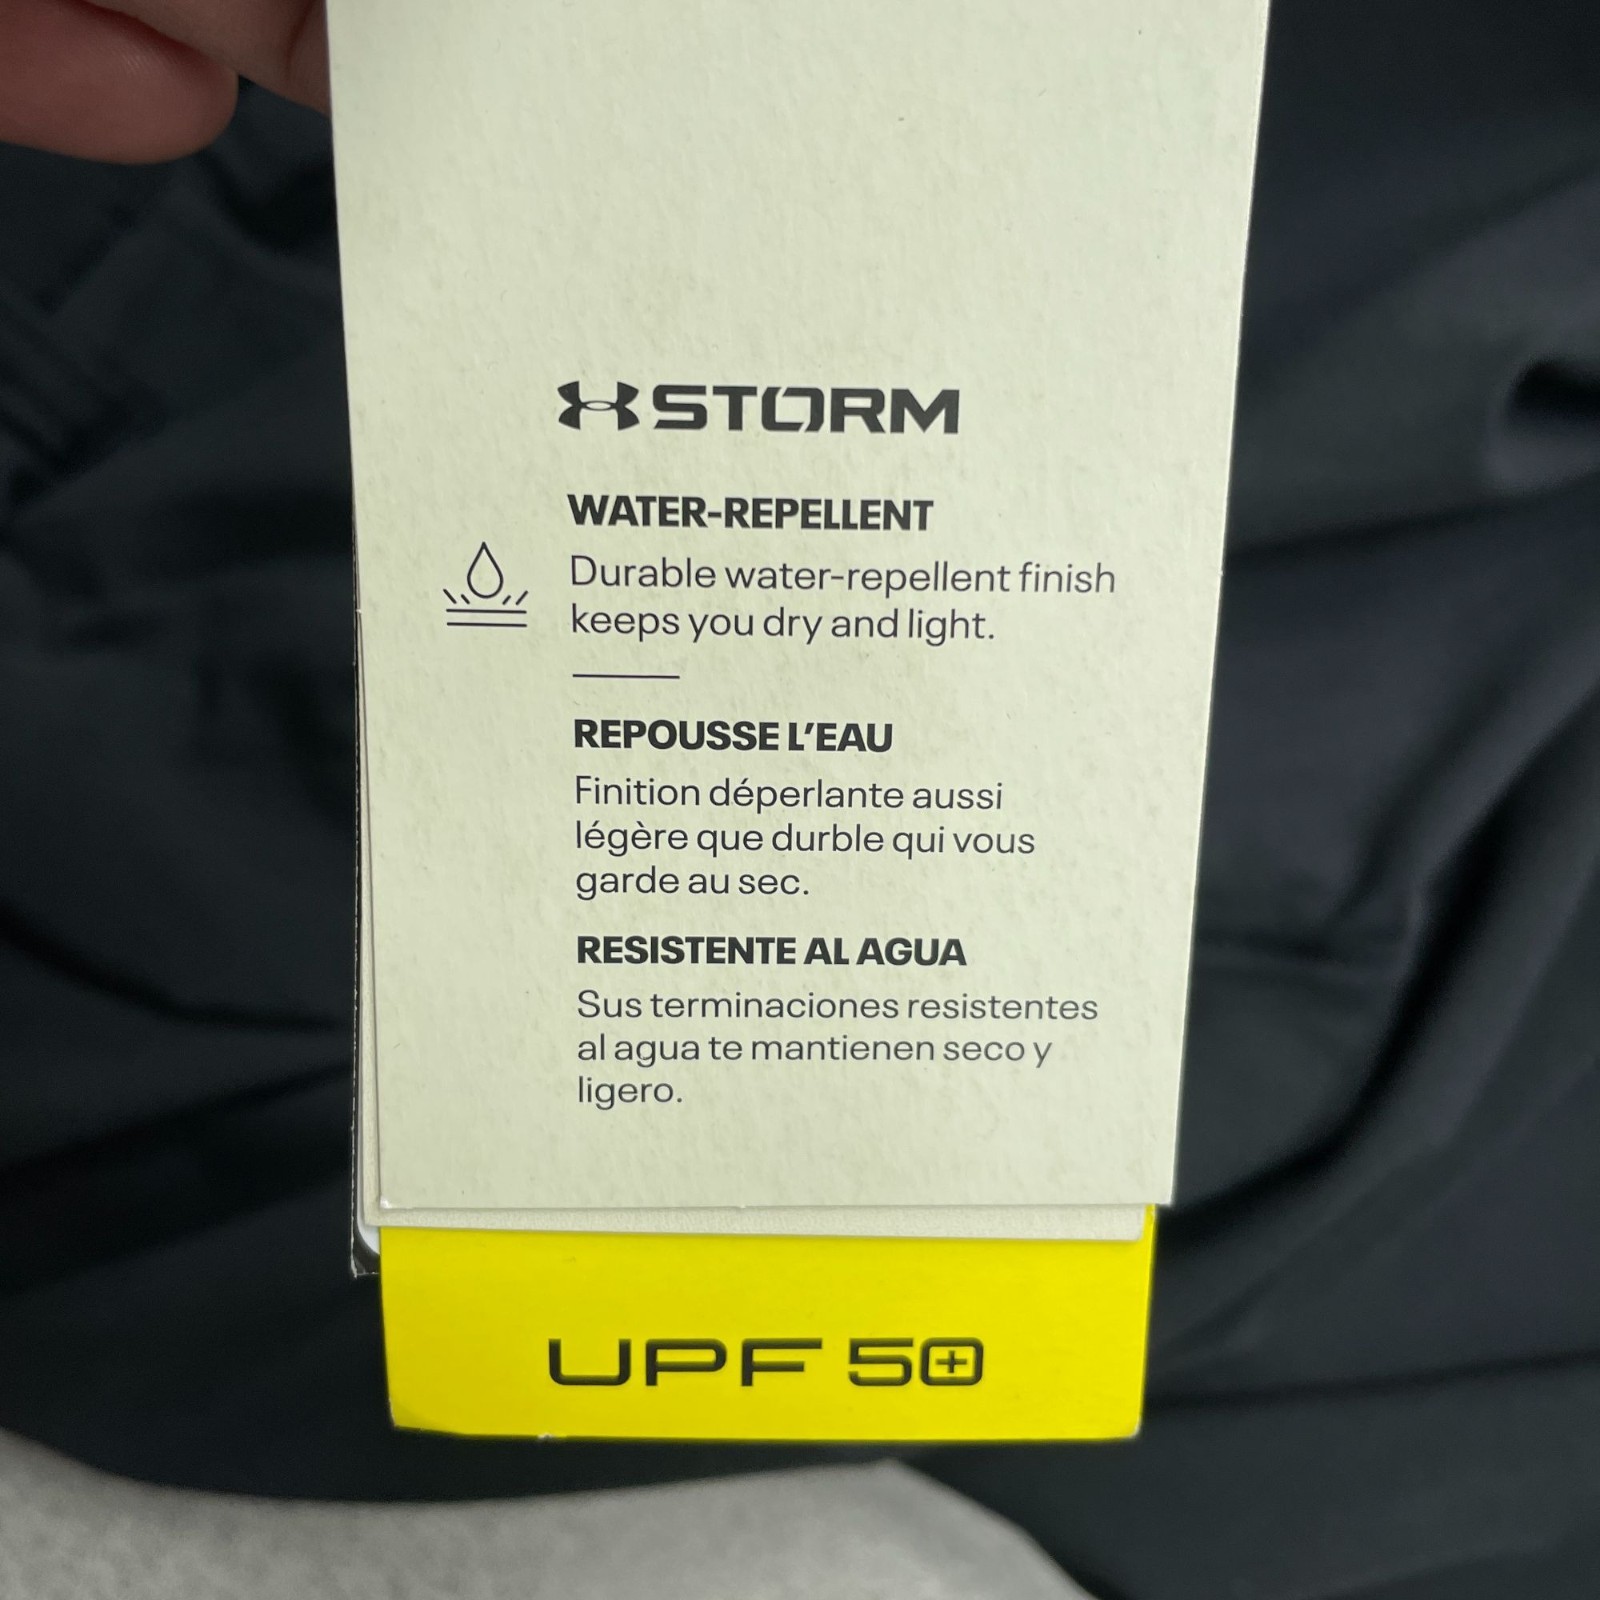 STORM
WATER-REPELLENT
Durable water-repellent finish
keeps you dry and light.
REPOUSSE L'EAU
Finition déperlante aussi
légère que durble qui vous
garde au sec.
RESISTENTE AL AGUA
Sus terminaciones resistentes
al agua te mantienen seco y
ligero.
UPF 50+